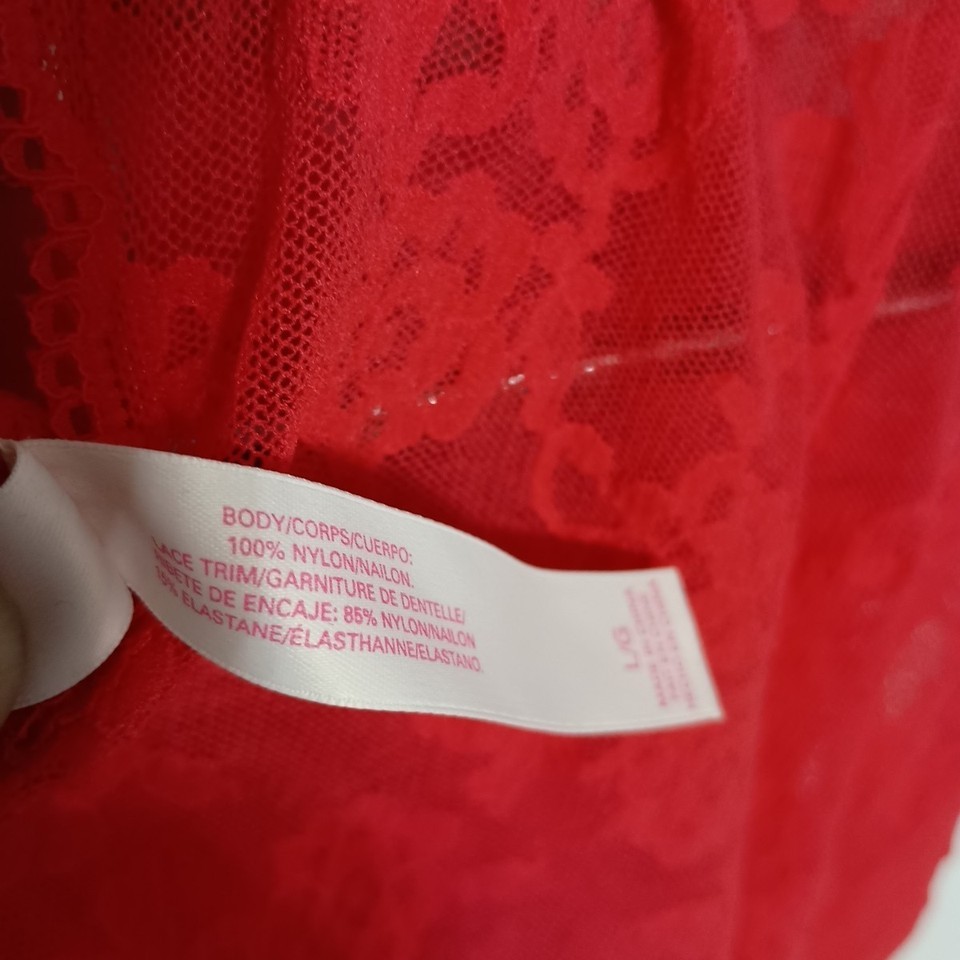 BODY/CORPS/CUERPO:
100% NYLON/NAILON.
LACE TRIM/GARNITURE DE DENTELLE/
DE ENCAJE: 85% NYLON/NAILON
15% ELASTANE/ÉLASTHANNE/ELASTANO.
L/G